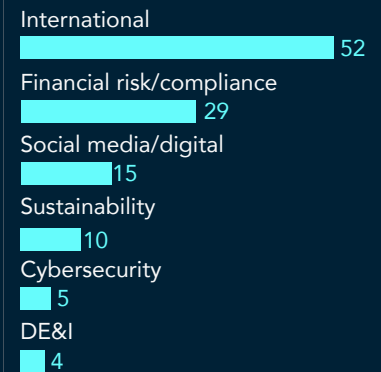 International
52
Financial risk/compliance
29
Social media/digital
15
Sustainability
10
Cybersecurity
5
DE&I
4